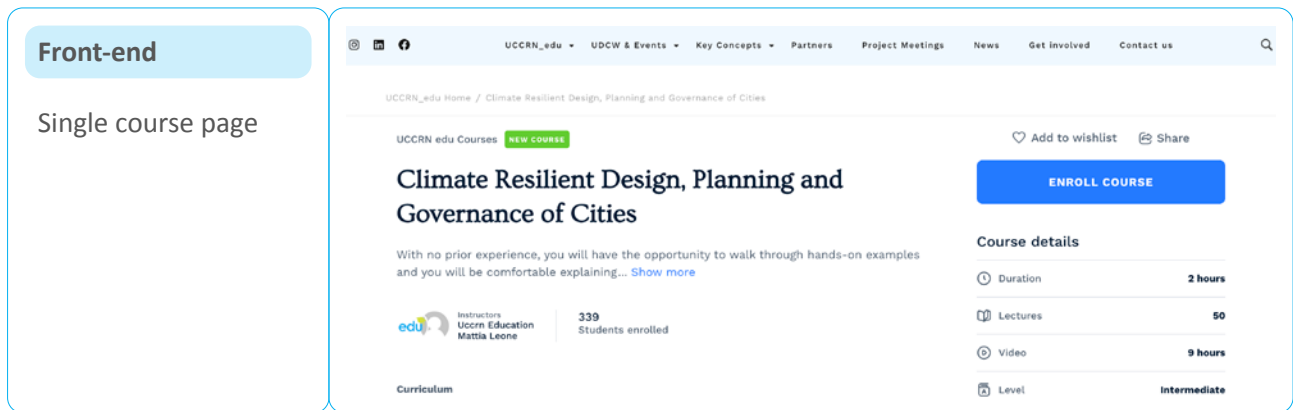 Front-end
Single course page
UCCRN_edu UDCW & Events Key Concepts Partners Project Meetings News Get involved Contact us
UCCRN_edu Home / Climate Resilient Design, Planning and Governance of Cities
UCCRN edu Courses NEW COURSE
Climate Resilient Design, Planning and
Governance of Cities
With no prior experience, you will have the opportunity to walk through hands-on examples
and you will be comfortable explaining... Show more
edu
Instructors
Uccrn Education
Mattia Leone
339
Students enrolled
Curriculum
Add to wishlist Share
ENROLL COURSE
Course details
Duration 2 hours
Lectures 50
Video 9 hours
Level Intermediate